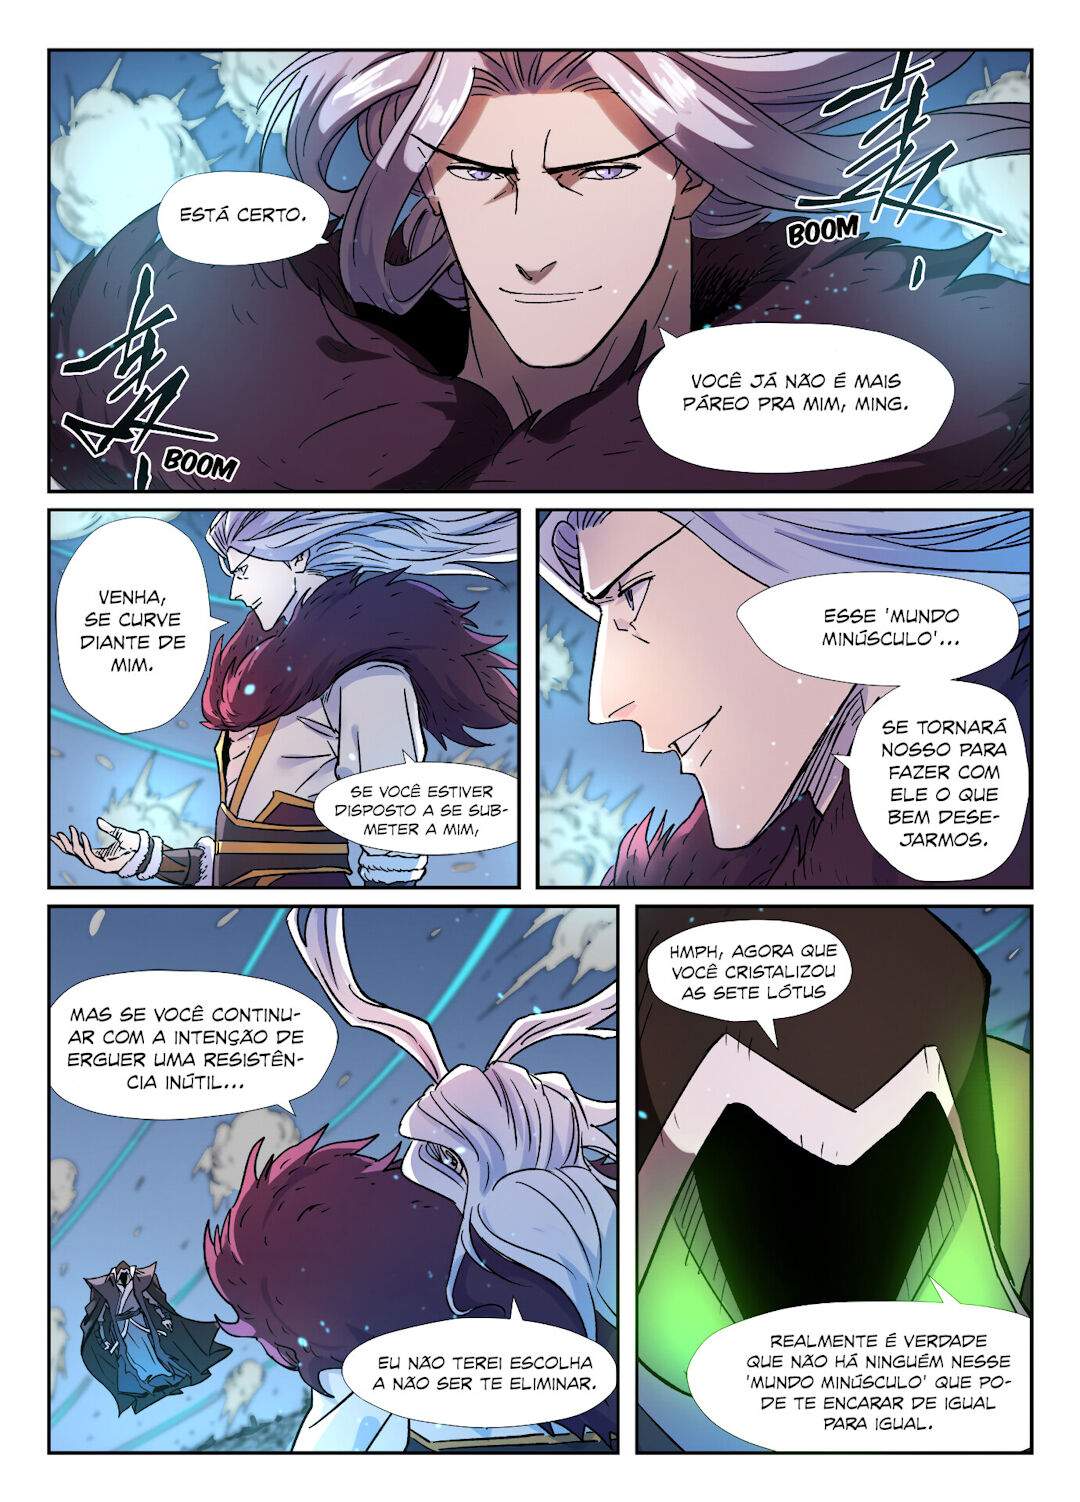 ESTÁ CERTO.
BOOM
VOCÊ JÁ NÃO É MAIS
PÁREO PRA MIM, MING.
BOOM
VENHA,
SE CURVE
DIANTE DE
MIM.
SE VOCÊ ESTIVER
DISPOSTO A SE SUB-
METER A MIM,
ESSE 'MUNDO
MINÚSCULO'...
SE TORNARÁ
NOSSO PARA
FAZER COM
ELE O QUE
BEM DESE-
JARMOS.
MAS SE VOCÊ CONTINU-
AR COM A INTENÇÃO DE
ERGUER UMA RESISTÊN-
CIA INÚTIL...
EU NÃO TEREI ESCOLHA
A NÃO SER TE ELIMINAR.
HMPH, AGORA QUE
VOCÊ CRISTALIZOU
AS SETE LÓTUS
REALMENTE É VERDADE
QUE NÃO HÁ NINGUÉM NESSE
'MUNDO MINÚSCULO' QUE PO-
DE TE ENCARAR DE IGUAL
PARA IGUAL.